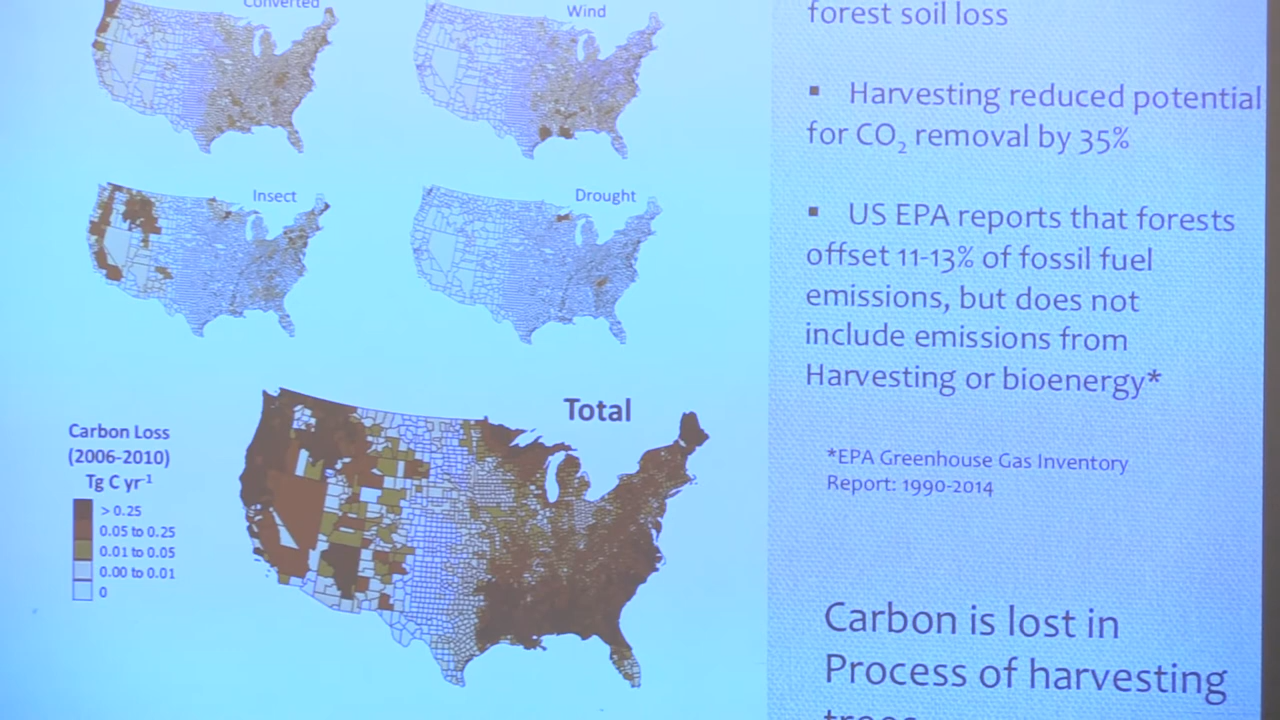 Converted
Wind
Insect
Drought
Total
Carbon Loss
(2006-2010)
Tg C yr-1
> 0.25
0.05 to 0.25
0.01 to 0.05
0.00 to 0.01
0
forest soil loss
▪ Harvesting reduced potential
for CO₂ removal by 35%
▪ US EPA reports that forests
offset 11-13% of fossil fuel
emissions, but does not
include emissions from
Harvesting or bioenergy*
*EPA Greenhouse Gas Inventory
Report: 1990-2014
Carbon is lost in
Process of harvesting
trees